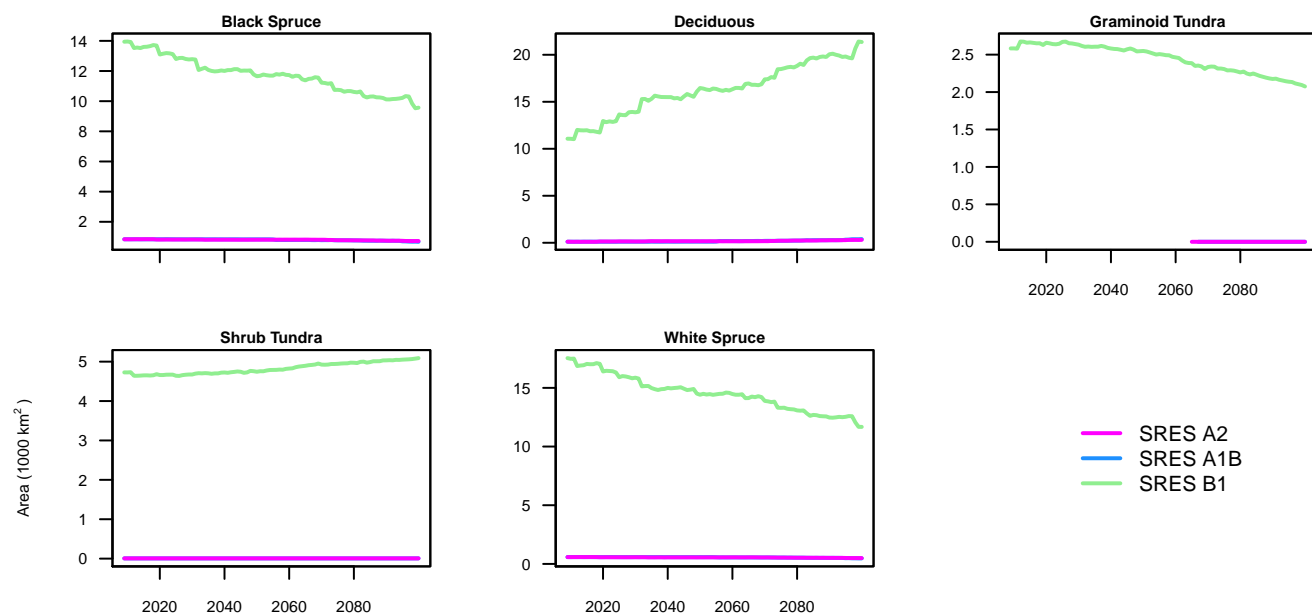 Black Spruce
14
12
10
8
6
4
2
Deciduous
20
15
10
5
0
Graminoid Tundra
2.5
2.0
1.5
1.0
0.5
0.0
2020 2040 2060 2080
Shrub Tundra
5
4
3
2
1
0
2020 2040 2060 2080
White Spruce
15
10
5
0
2020 2040 2060 2080
Area (1000 km²)
SRES A2
SRES A1B
SRES B1